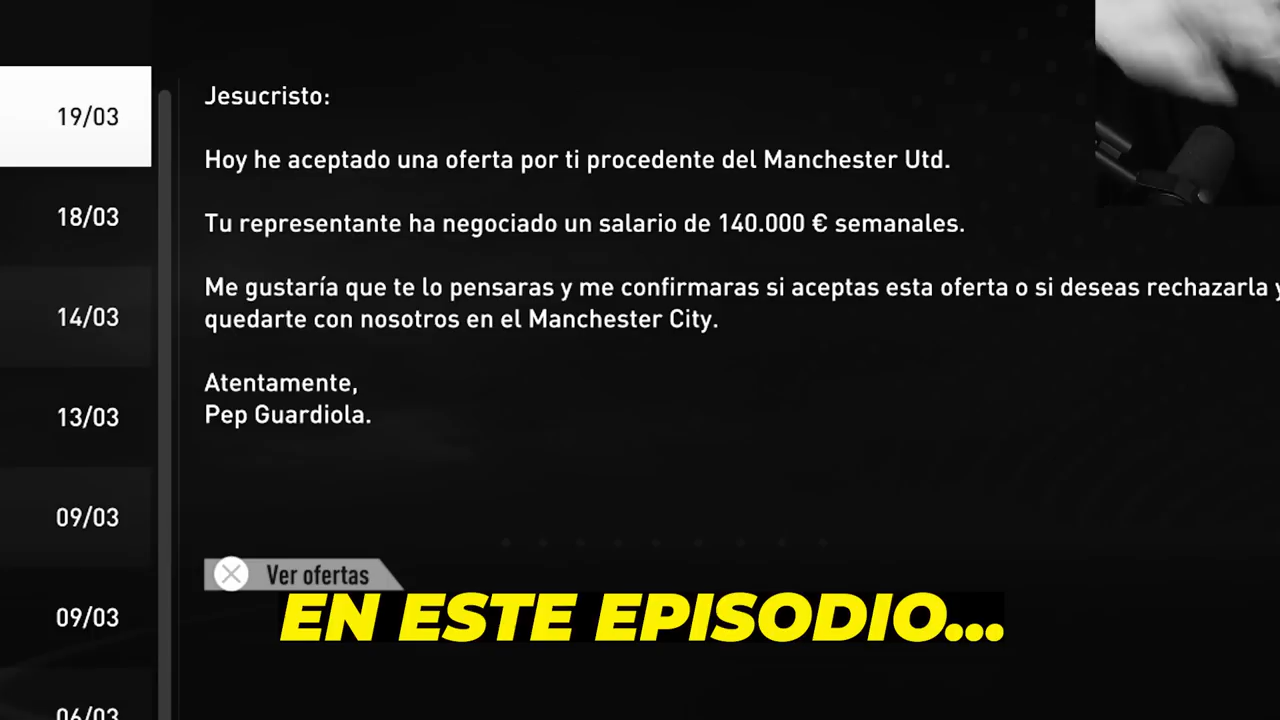 19/03
18/03
14/03
13/03
09/03
09/03
06/03
Jesucristo:
Hoy he aceptado una oferta por ti procedente del Manchester Utd.
Tu representante ha negociado un salario de 140.000 € semanales.
Me gustaría que te lo pensaras y me confirmaras si aceptas esta oferta o si deseas rechazarla y
quedarte con nosotros en el Manchester City.
Atentamente,
Pep Guardiola.
Ver ofertas
EN ESTE EPISODIO...